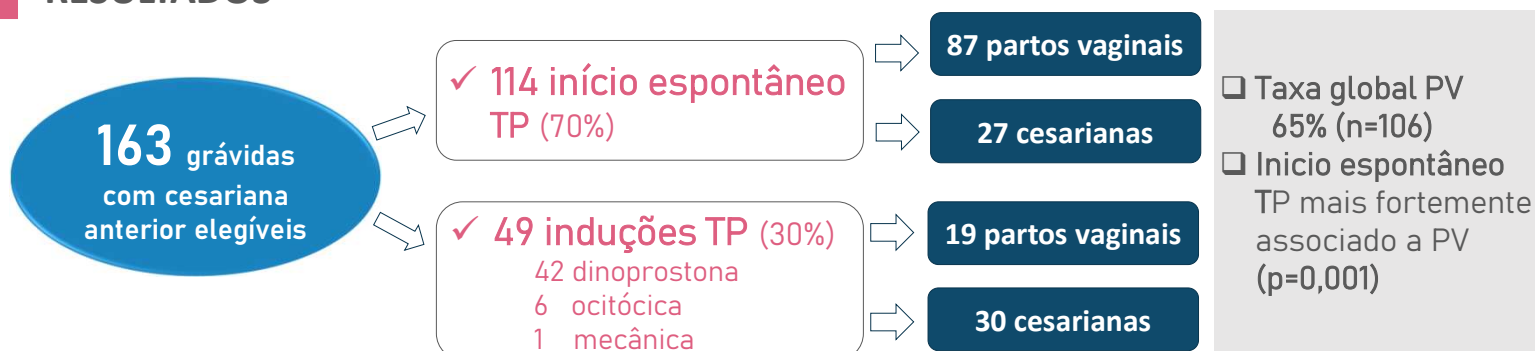 163 grávidas
com cesariana
anterior elegíveis
✓ 114 início espontâneo
TP (70%)
87 partos vaginais
27 cesarianas
✓ 49 induções TP (30%)
42 dinoprostona
6 ocitócica
1 mecânica
19 partos vaginais
30 cesarianas
❑ Taxa global PV
65% (n=106)
❑ Inicio espontâneo
TP mais fortemente
associado a PV
(p=0,001)